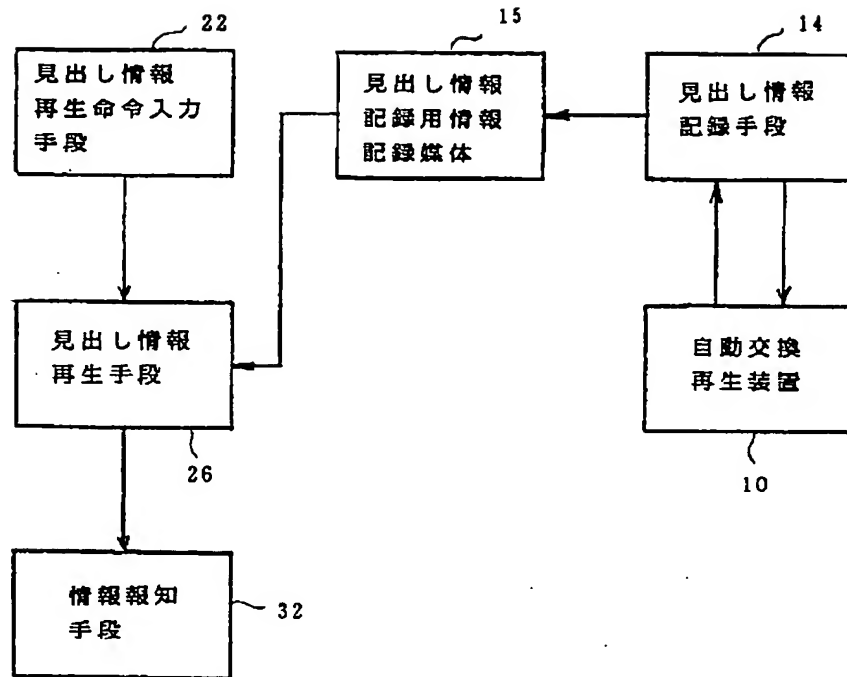 22
見出し情報
再生命令入力
手段
15
見出し情報
記録用情報
記録媒体
14
見出し情報
記録手段
見出し情報
再生手段
26
自動交換
再生装置
10
情報報知
手段
32